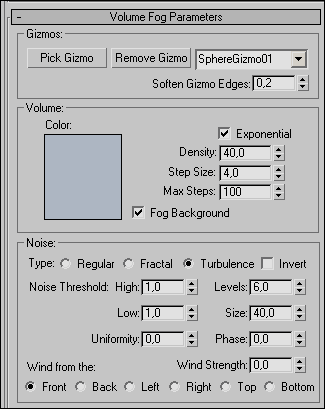 - Volume Fog Parameters
Gizmos:
Pick Gizmo Remove Gizmo SphereGizmo01
Soften Gizmo Edges: 0,2
Volume:
Color:
Exponential
Density: 40,0
Step Size: 4,0
Max Steps: 100
Fog Background
Noise:
Type: Regular Fractal Turbulence Invert
Noise Threshold: High: 1,0 Levels: 6,0
Low: 1,0 Size: 40,0
Uniformity: 0,0 Phase: 0,0
Wind from the: Wind Strength: 0,0
Front Back Left Right Top Bottom